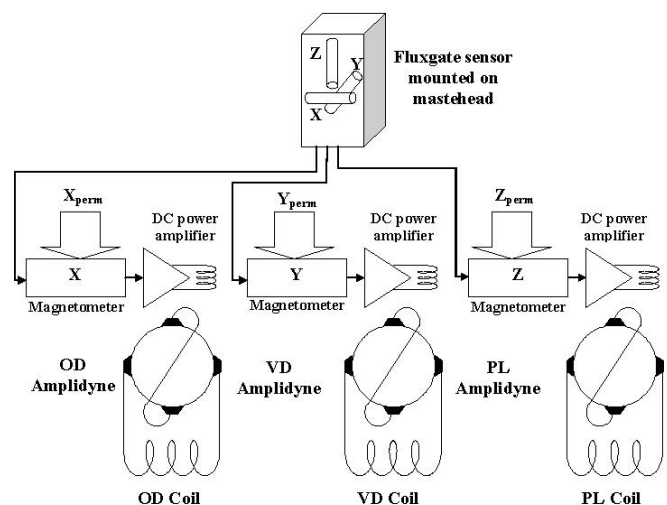 Z
Y
X
Fluxgate sensor
mounted on
mastehead
Xperm
DC power
amplifier
X
Magnetometer
Yperm
DC power
amplifier
Y
Magnetometer
Zperm
DC power
amplifier
Z
Magnetometer
OD
Amplidyne
VD
Amplidyne
PL
Amplidyne
OD Coil
VD Coil
PL Coil